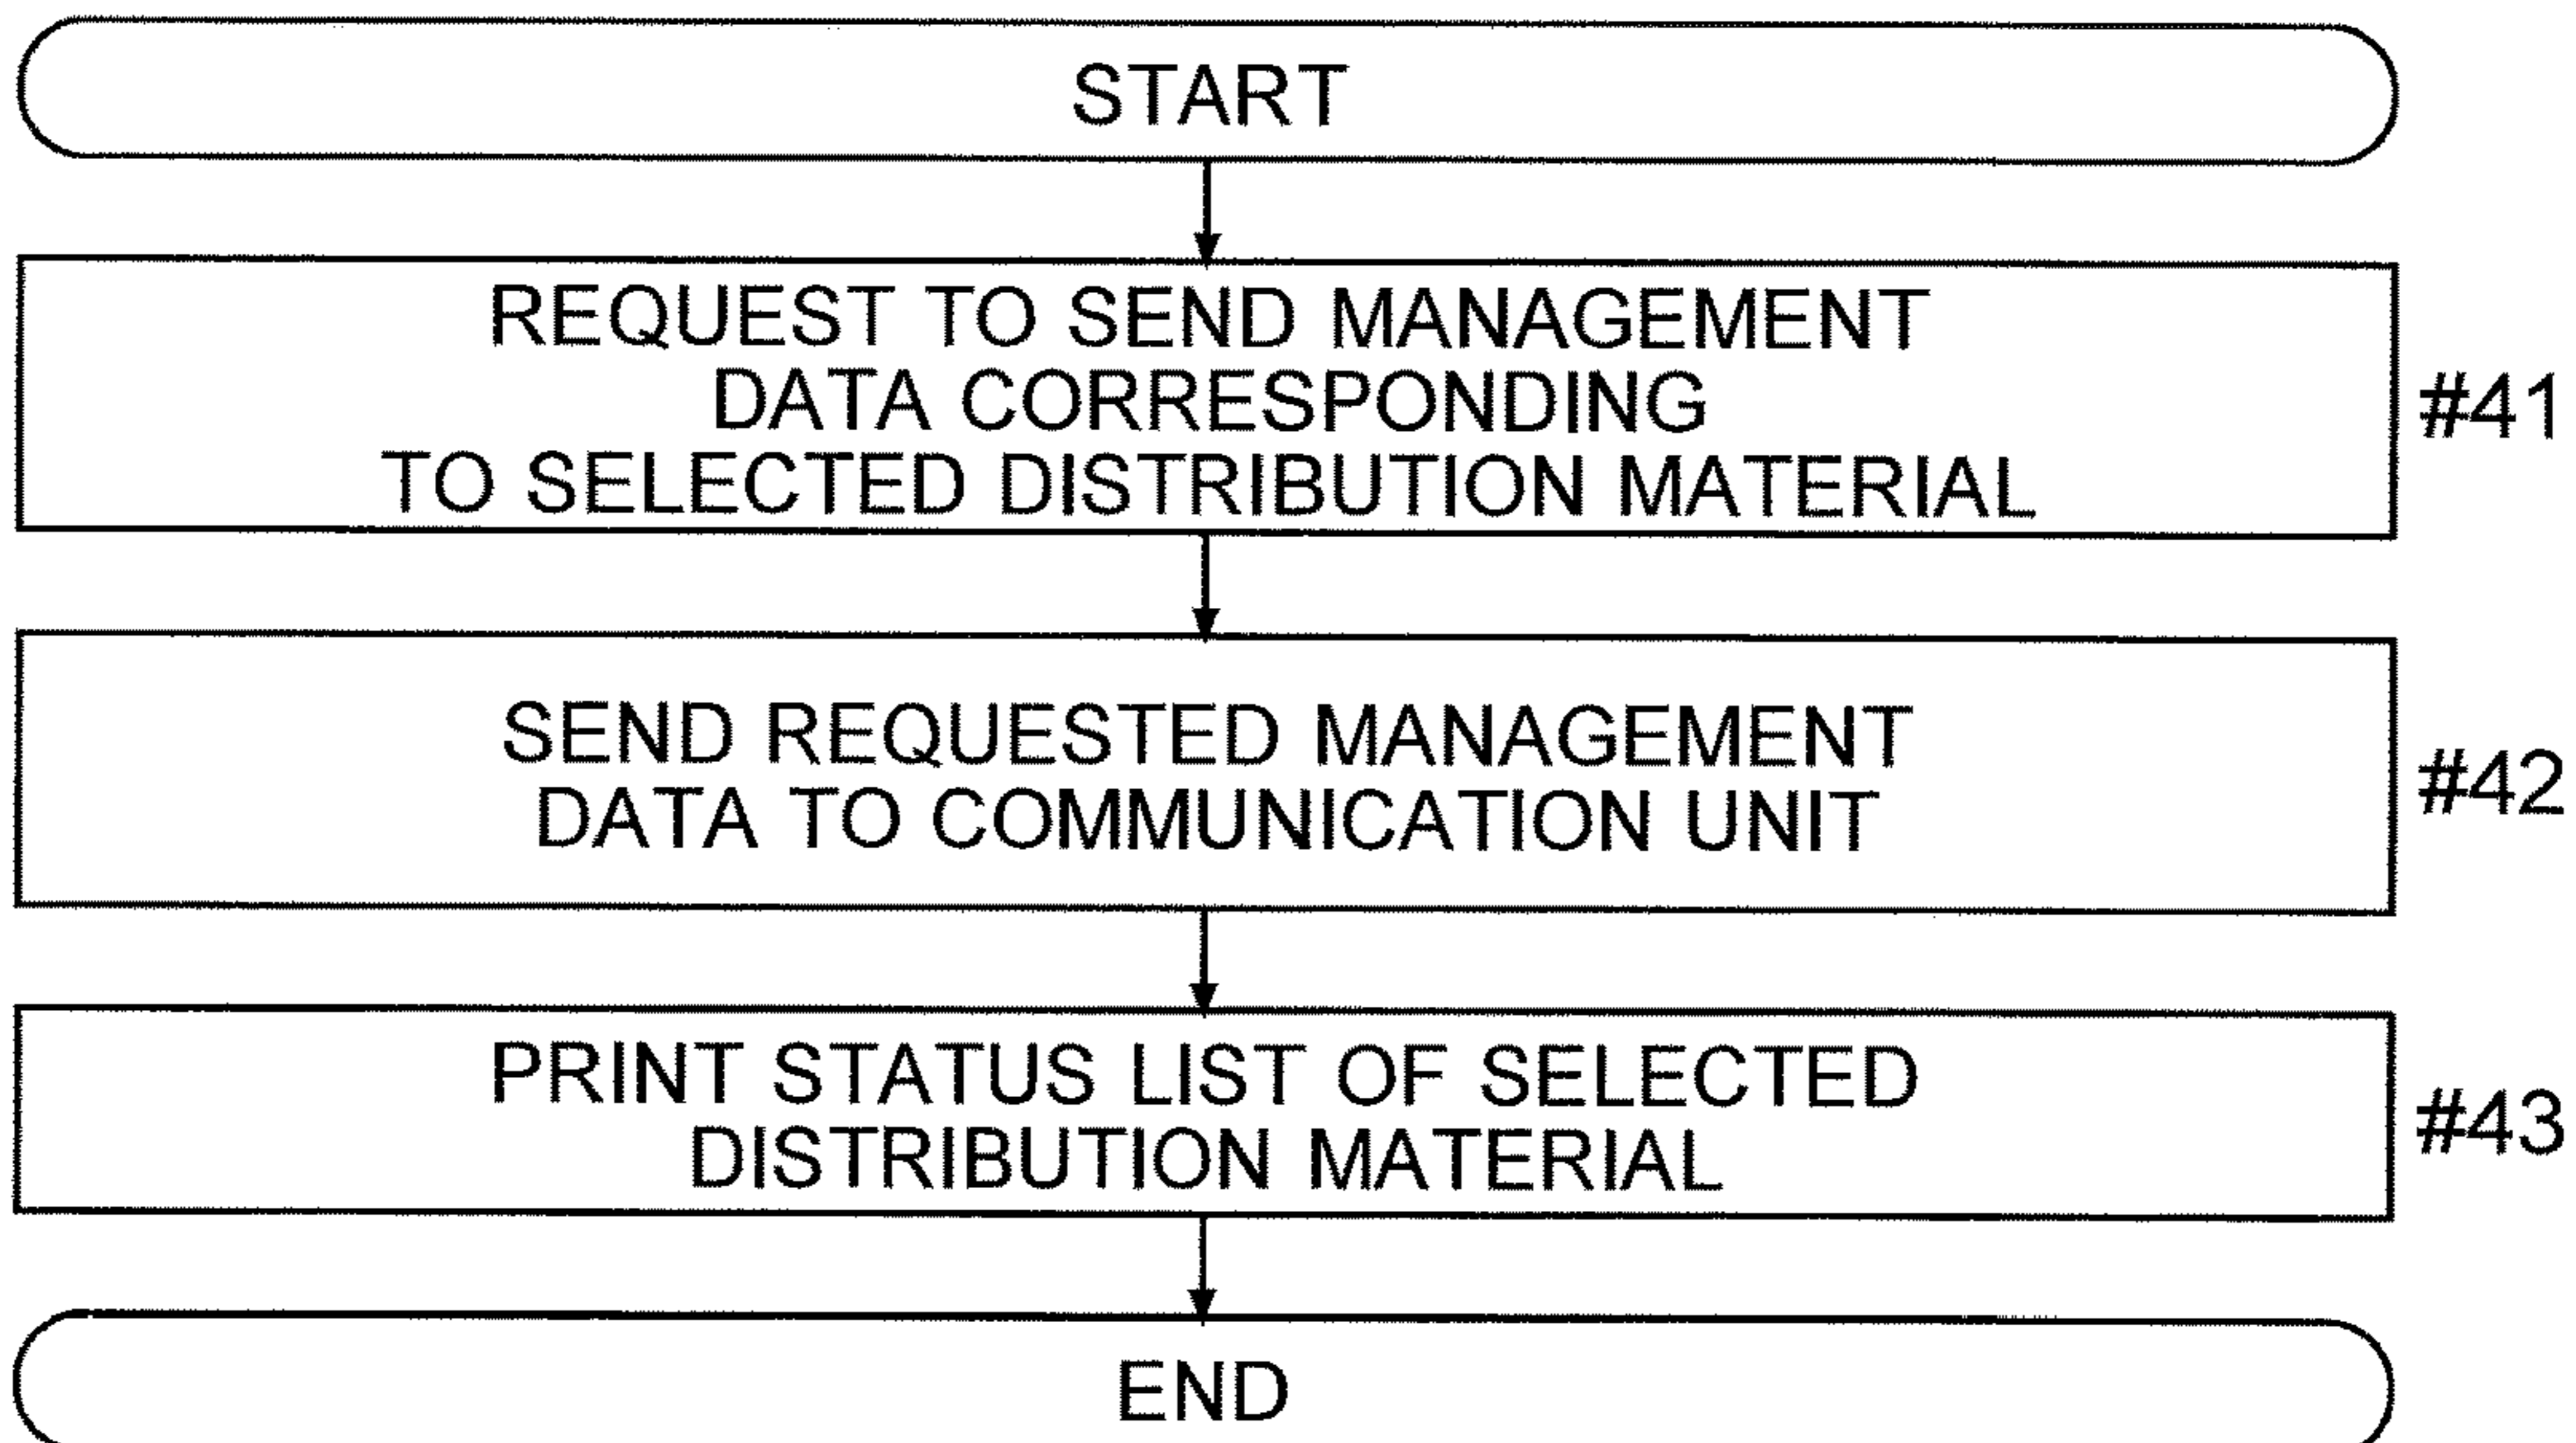 START
REQUEST TO SEND MANAGEMENT
DATA CORRESPONDING
TO SELECTED DISTRIBUTION MATERIAL
#41
SEND REQUESTED MANAGEMENT
DATA TO COMMUNICATION UNIT
#42
PRINT STATUS LIST OF SELECTED
DISTRIBUTION MATERIAL
#43
END